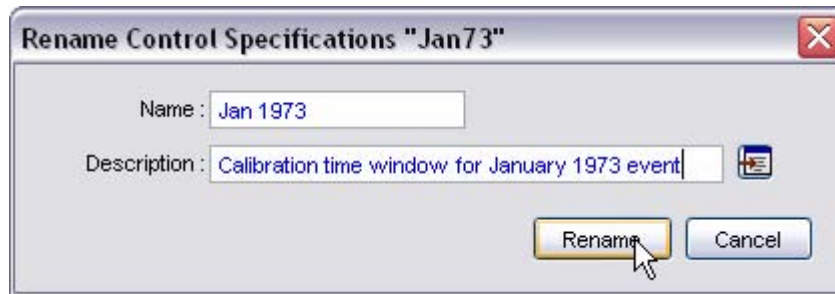 Rename Control Specifications "Jan73"
Name : Jan 1973
Description : Calibration time window for January 1973 event
Rename Cancel